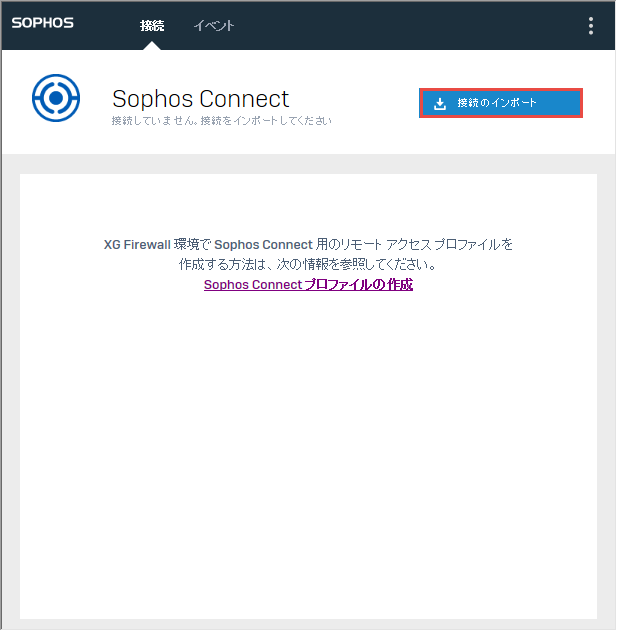 SOPHOS 接続 イベント
Sophos Connect
接続していません。接続をインポートしてください
接続のインポート
XG Firewall 環境で Sophos Connect 用のリモート アクセス プロファイルを
作成する方法は、次の情報を参照してください。
Sophos Connect プロファイルの作成